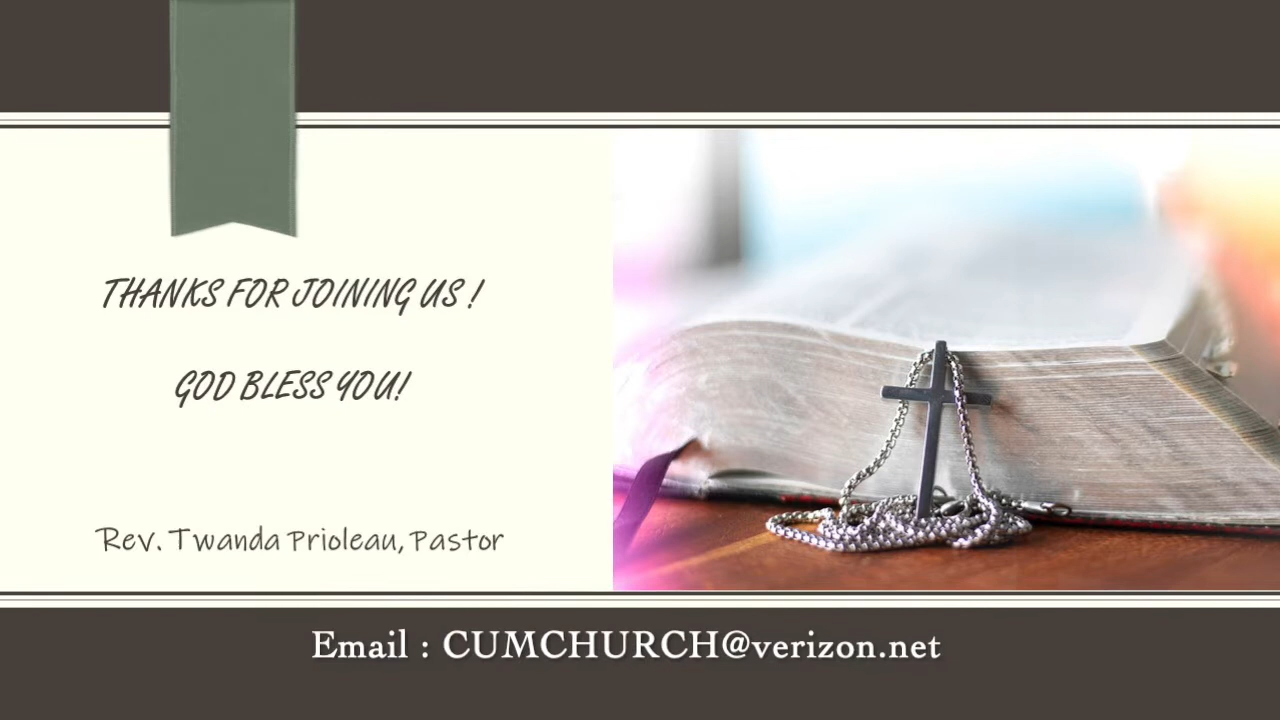 THANKS FOR JOINING US !
GOD BLESS YOU!
Rev. Twanda Prioleau, Pastor
Email : CUMCHURCH@verizon.net